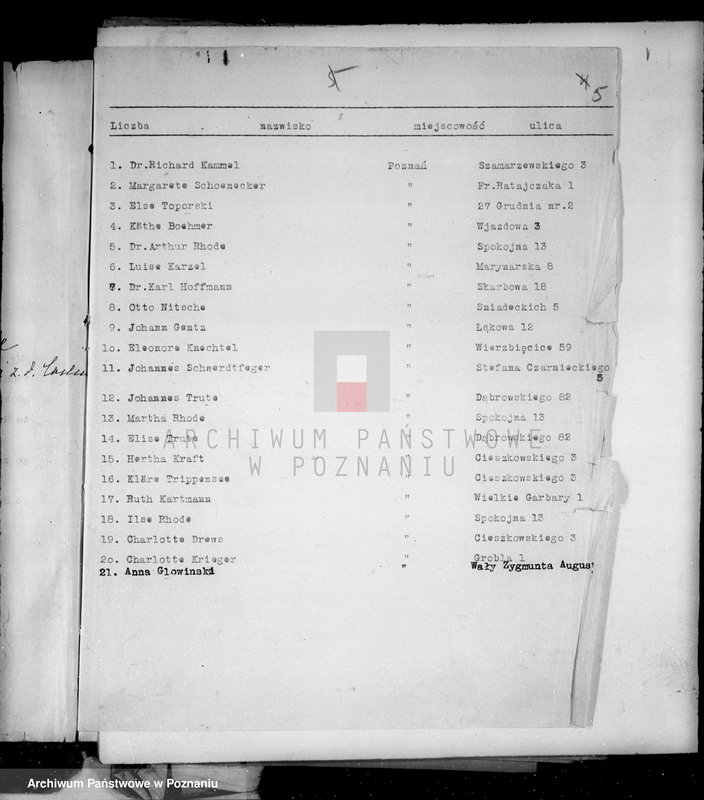 5
Liczba nazwisko miejscowość ulica
1. Dr.Richard Kammel Poznań Szamarzewskiego 3
2. Margarete Schoenecker " Fr.Ratajczaka 1
3. Else Toporski " 27 Grudnia nr.2
4. Käthe Boehmer " Wjazdowa 3
5. Dr.Arthur Rhode " Spokojna 13
6. Luise Karzel " Marynarska 8
7. Dr.Karl Hoffmann " Skarbowa 18
8. Otto Nitsche " Sniadeckich 5
9. Johann Gentz " Łąkowa 12
1o. Eleonore Knechtel " Wierzbięcice 59
11. Johannes Schwerdtfeger " Stefana Czarnieckiego
5
12. Johannes Trute " Dąbrowskiego 82
13. Martha Rhode " Spokojna 13
14. Elise Trute " Dąbrowskiego 82
15. Hertha Kraft " Cieszkowskiego 3
16. Kläre Trippensee " Cieszkowskiego 3
17. Ruth Kartmann " Wielkie Garbary 1
18. Ilse Rhode " Spokojna 13
19. Charlotte Drews " Cieszkowskiego 3
2o. Charlotte Krieger " Grobla 1
21. Anna Glowinski " Wały Zygmunta August
z.d.
ARCHIWUM PAŃSTWOWE
W POZNANIU
Archiwum Państwowe w Poznaniu